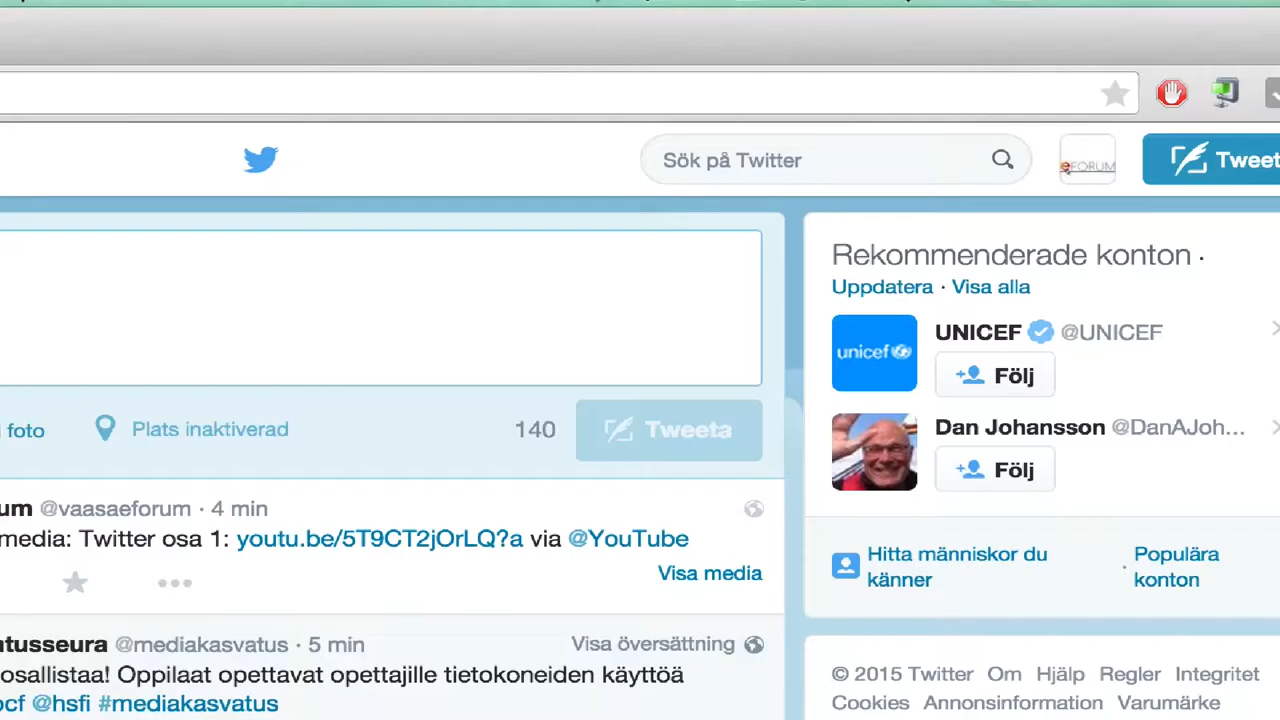 Sök på Twitter
eFORUM
Tweet
Rekommenderade konton ·
Uppdatera · Visa alla
unicef
UNICEF @UNICEF
Följ
Dan Johansson @DanAJoh...
Följ
Hitta människor du känner
· Populära konton
© 2015 Twitter Om Hjälp Regler Integritet
Cookies Annonsinformation Varumärke
foto
Plats inaktiverad
140
Tweeta
um @vaasaeforum · 4 min
media: Twitter osa 1: youtu.be/5T9CT2jOrLQ?a via @YouTube
Visa media
tusseura @mediakasvatus · 5 min
Visa översättning
osallistaa! Oppilaat opettavat opettajille tietokoneiden käyttöä
ocf @hsfi #mediakasvatus